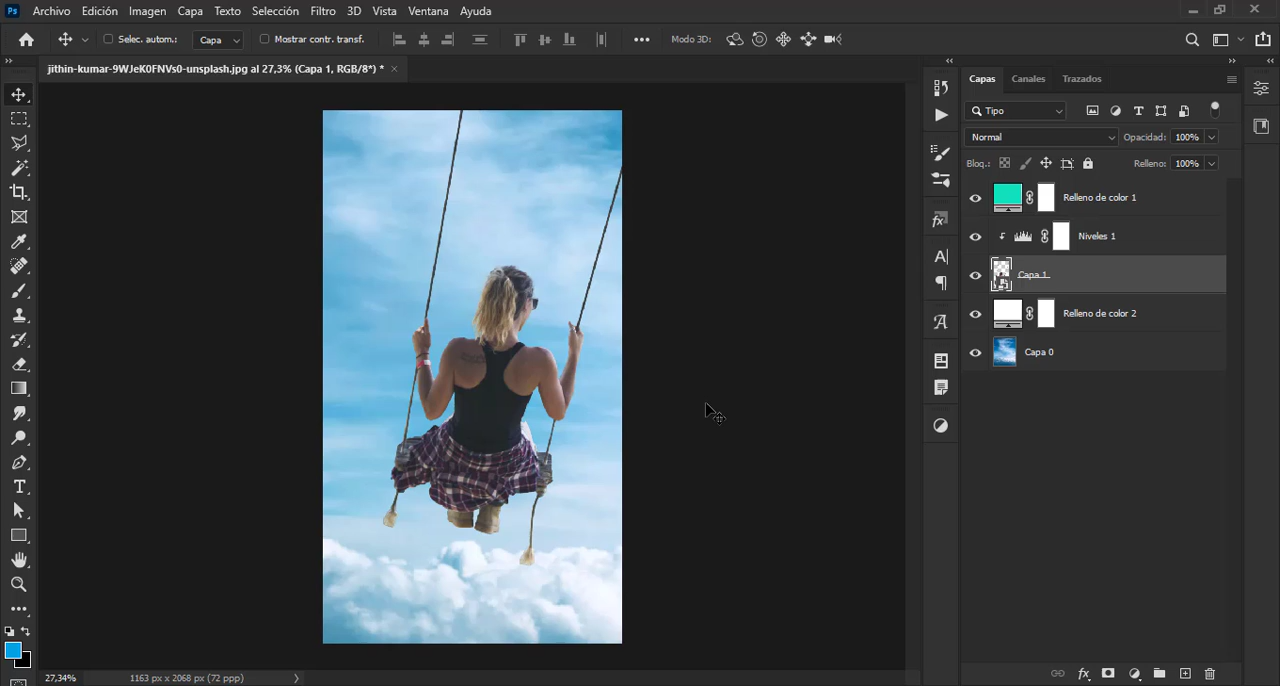 Ps Archivo Edición Imagen Capa Texto Selección Filtro 3D Vista Ventana Ayuda
Selec. autom.: Capa Mostrar contr. transf. Modo 3D:
jithin-kumar-9WJeK0FNVs0-unsplash.jpg al 27,3% (Capa 1, RGB/8*) *
Capas Canales Trazados
Tipo
Normal Opacidad: 100%
Bloq.: Relleno: 100%
Relleno de color 1
Niveles 1
Capa 1
Relleno de color 2
Capa 0
27,34% 1163 px x 2068 px (72 ppp)